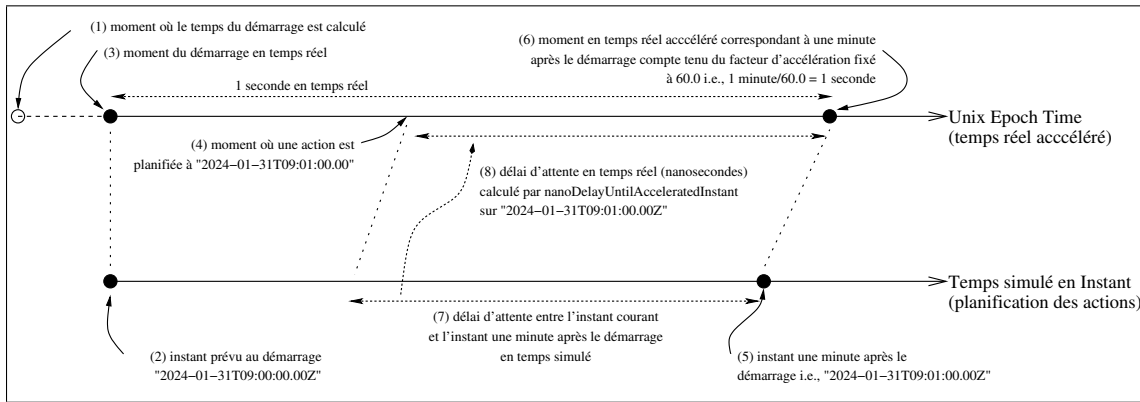 (1) moment où le temps du démarrage est calculé
(3) moment du démarrage en temps réel
(6) moment en temps réel acccéléré correspondant à une minute
après le démarrage compte tenu du facteur d'accélération fixé
à 60.0 i.e., 1 minute/60.0 = 1 seconde
1 seconde en temps réel
Unix Epoch Time
(temps réel acccéléré)
(4) moment où une action est
planifiée à "2024−01−31T09:01:00.00"
(8) délai d'attente en temps réel (nanosecondes)
calculé par nanoDelayUntilAcceleratedInstant
sur "2024−01−31T09:01:00.00Z"
Temps simulé en Instant
(planification des actions)
(7) délai d'attente entre l'instant courant
et l'instant une minute après le démarrage
en temps simulé
(2) instant prévu au démarrage
"2024−01−31T09:00:00.00Z"
(5) instant une minute après le
démarrage i.e., "2024−01−31T09:01:00.00Z"